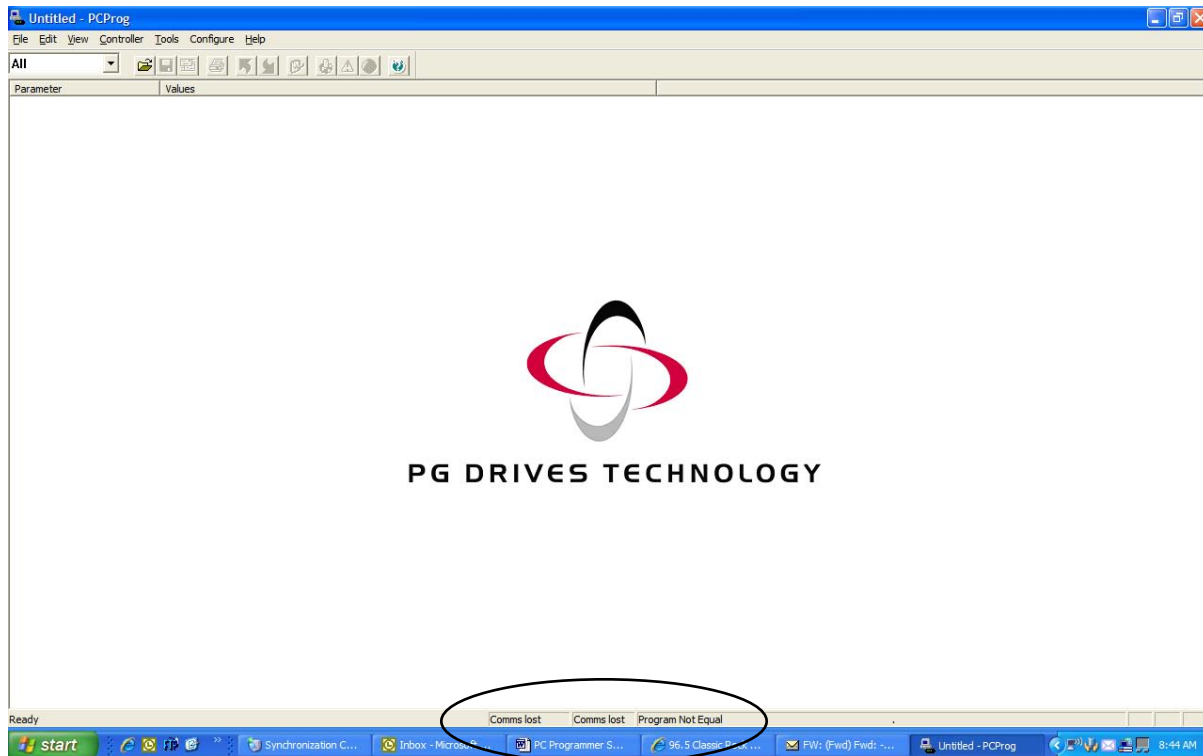 Untitled - PCProg
File Edit View Controller Tools Configure Help
All
Parameter Values
PG DRIVES TECHNOLOGY
Ready Comms lost Comms lost Program Not Equal
start Synchronization C... Inbox - Microsoft ... PC Programmer S... 96.5 Classic Rock ... FW: (Fwd) Fwd: -... Untitled - PCProg 8:44 AM